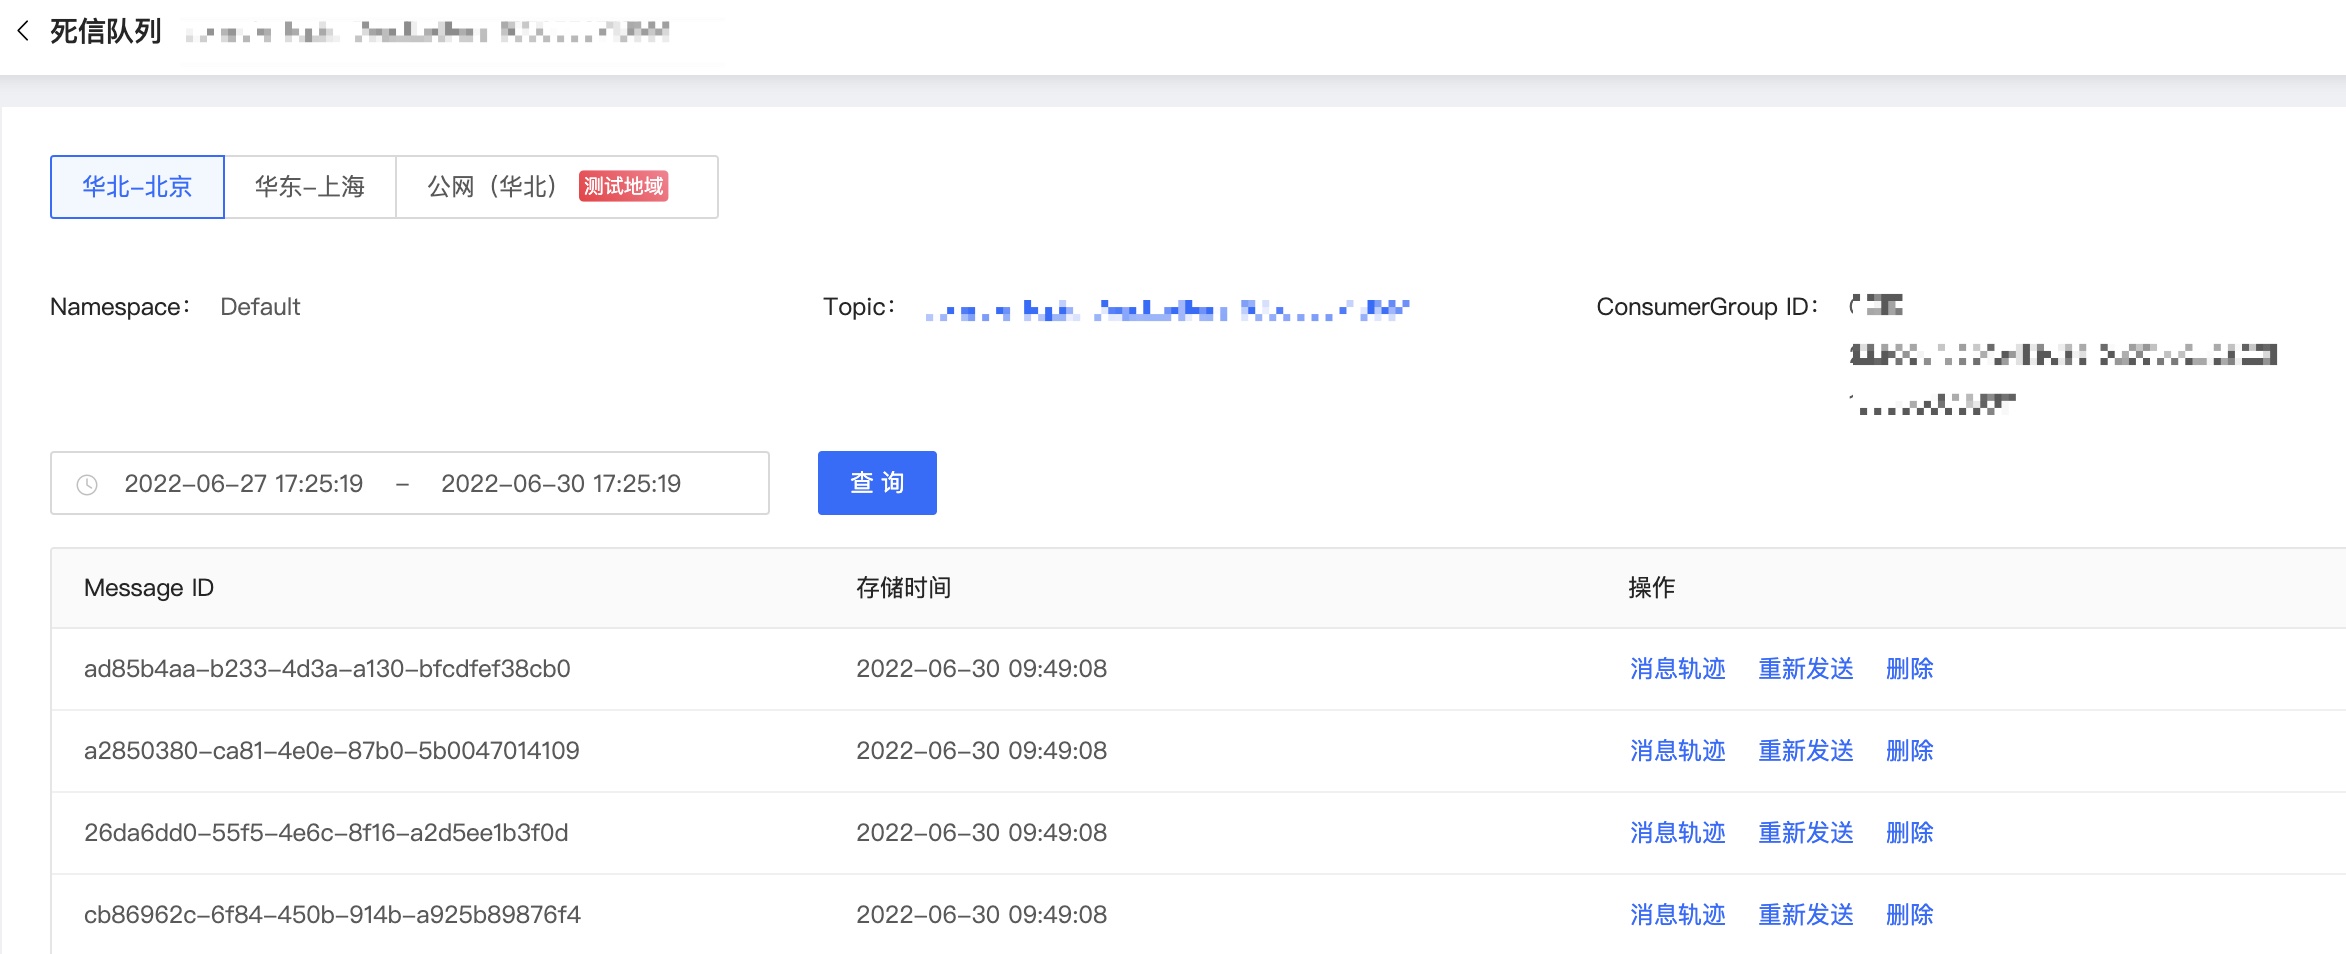 死信队列
华北-北京 华东-上海 公网（华北） 测试地域
Namespace： Default Topic： ConsumerGroup ID：
2022-06-27 17:25:19 - 2022-06-30 17:25:19 查 询
Message ID 存储时间 操作
ad85b4aa-b233-4d3a-a130-bfcdfef38cb0 2022-06-30 09:49:08 消息轨迹 重新发送 删除
a2850380-ca81-4e0e-87b0-5b0047014109 2022-06-30 09:49:08 消息轨迹 重新发送 删除
26da6dd0-55f5-4e6c-8f16-a2d5ee1b3f0d 2022-06-30 09:49:08 消息轨迹 重新发送 删除
cb86962c-6f84-450b-914b-a925b89876f4 2022-06-30 09:49:08 消息轨迹 重新发送 删除